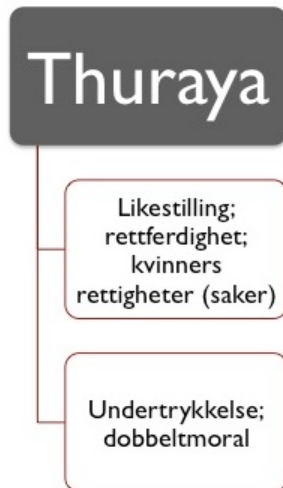 Thuraya
Likestilling;
rettferdighet;
kvinners
rettigheter (saker)
Undertrykkelse;
dobbeltmoral